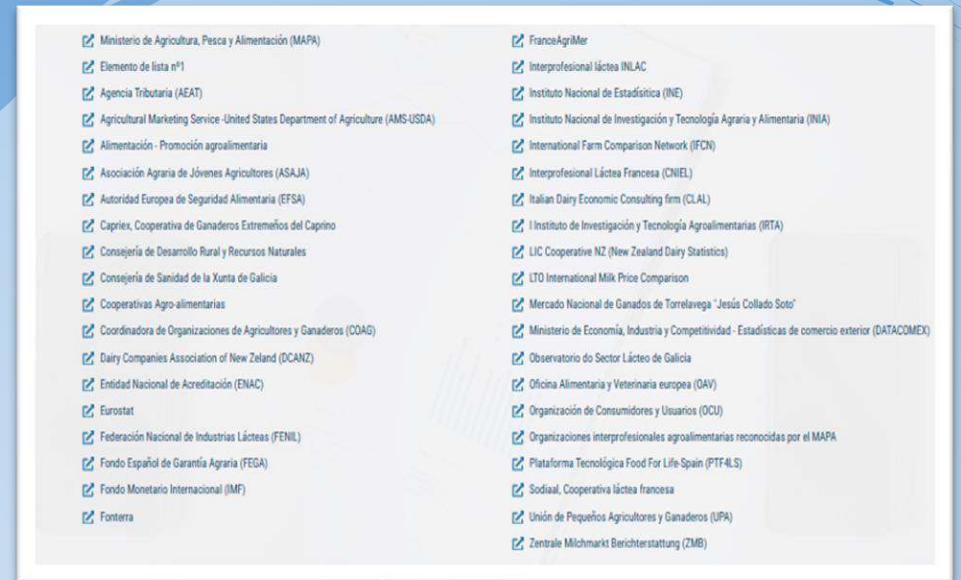 Ministerio de Agricultura, Pesca y Alimentación (MAPA)
Elemento de lista nº1
Agencia Tributaria (AEAT)
Agricultural Marketing Service -United States Department of Agriculture (AMS-USDA)
Alimentación - Promoción agroalimentaria
Asociación Agraria de Jóvenes Agricultores (ASAJA)
Autoridad Europea de Seguridad Alimentaria (EFSA)
Capriex, Cooperativa de Ganaderos Extremeños del Caprino
Consejería de Desarrollo Rural y Recursos Naturales
Consejería de Sanidad de la Xunta de Galicia
Cooperativas Agro-alimentarias
Coordinadora de Organizaciones de Agricultores y Ganaderos (COAG)
Dairy Companies Association of New Zeland (DCANZ)
Entidad Nacional de Acreditación (ENAC)
Eurostat
Federación Nacional de Industrias Lácteas (FENIL)
Fondo Español de Garantía Agraria (FEGA)
Fondo Monetario Internacional (IMF)
Fonterra
FranceAgriMer
Interprofesional láctea INLAC
Instituto Nacional de Estadísitica (INE)
Instituto Nacional de Investigación y Tecnología Agraria y Alimentaria (INIA)
International Farm Comparison Network (IFCN)
Interprofesional Láctea Francesa (CNIEL)
Italian Dairy Economic Consulting firm (CLAL)
I Instituto de Investigación y Tecnología Agroalimentarias (IRTA)
LIC Cooperative NZ (New Zealand Dairy Statistics)
LTO International Milk Price Comparison
Mercado Nacional de Ganados de Torrelavega "Jesús Collado Soto"
Ministerio de Economía, Industria y Competitividad - Estadísticas de comercio exterior (DATACOMEX)
Observatorio do Sector Lácteo de Galicia
Oficina Alimentaria y Veterinaria europea (OAV)
Organización de Consumidores y Usuarios (OCU)
Organizaciones interprofesionales agroalimentarias reconocidas por el MAPA
Plataforma Tecnológica Food For Life-Spain (PTF4LS)
Sodiaal, Cooperativa láctea francesa
Unión de Pequeños Agricultores y Ganaderos (UPA)
Zentrale Milchmarkt Berichterstattung (ZMB)